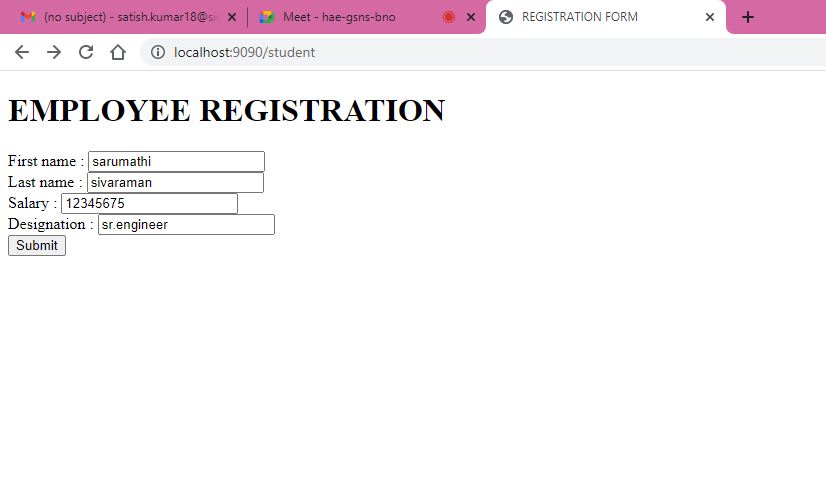 (no subject) - satish.kumar18@si
Meet - hae-gsns-bno
REGISTRATION FORM
localhost:9090/student
EMPLOYEE REGISTRATION
First name : sarumathi
Last name : sivaraman
Salary : 12345675
Designation : sr.engineer
Submit